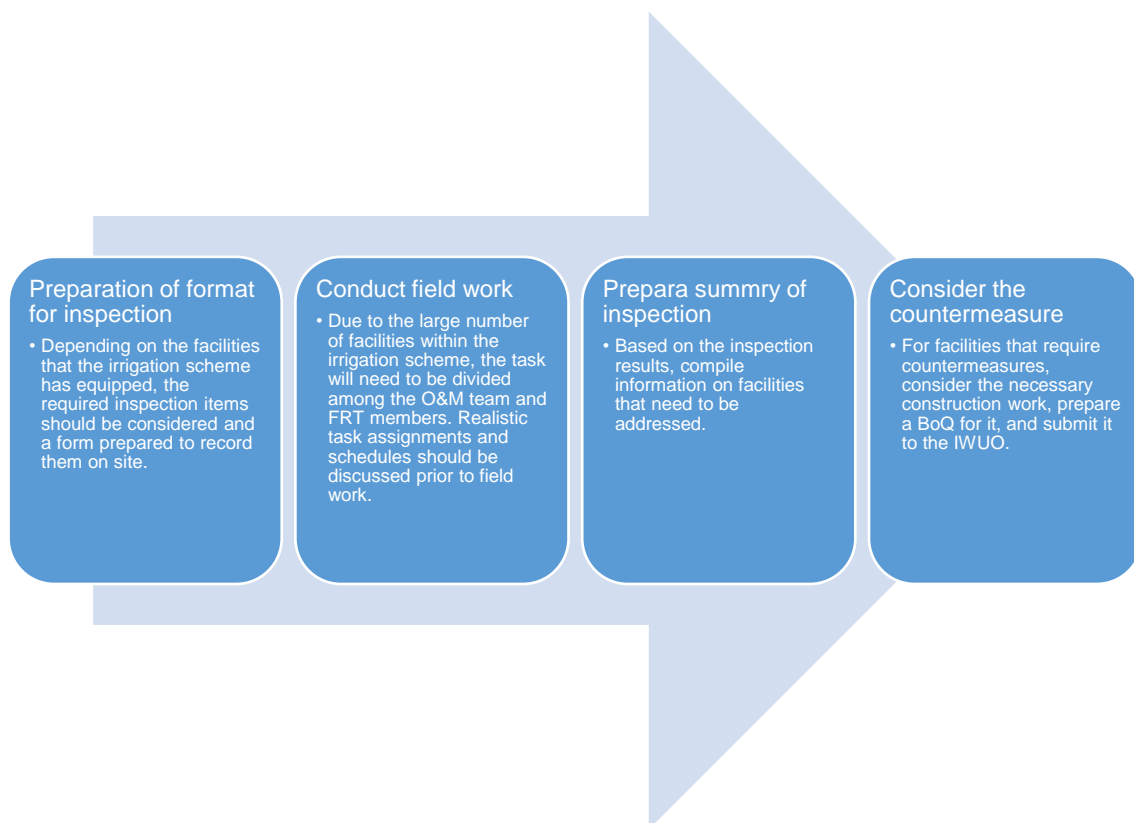 Preparation of format
for inspection
• Depending on the facilities
that the irrigation scheme
has equipped, the
required inspection items
should be considered and
a form prepared to record
them on site.
Conduct field work
• Due to the large number
of facilities within the
irrigation scheme, the task
will need to be divided
among the O&M team and
FRT members. Realistic
task assignments and
schedules should be
discussed prior to field
work.
Prepara summry of
inspection
• Based on the inspection
results, compile
information on facilities
that need to be
addressed.
Consider the
countermeasure
• For facilities that require
countermeasures,
consider the necessary
construction work, prepare
a BoQ for it, and submit it
to the IWUO.